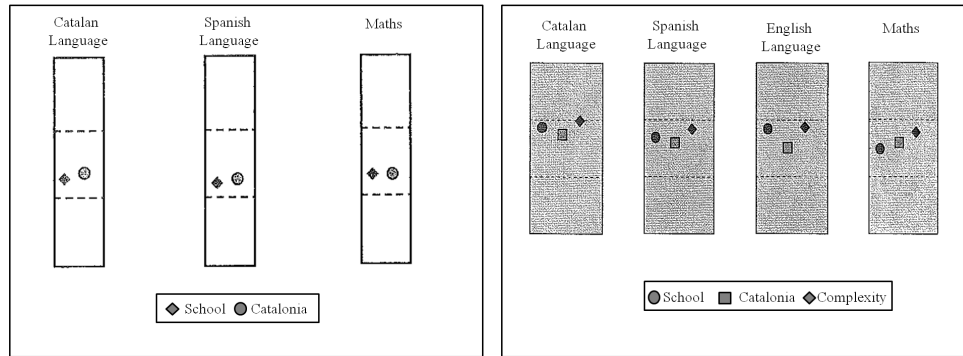 Catalan
Language
Spanish
Language
Maths
School Catalonia
Catalan
Language
Spanish
Language
English
Language
Maths
School Catalonia Complexity